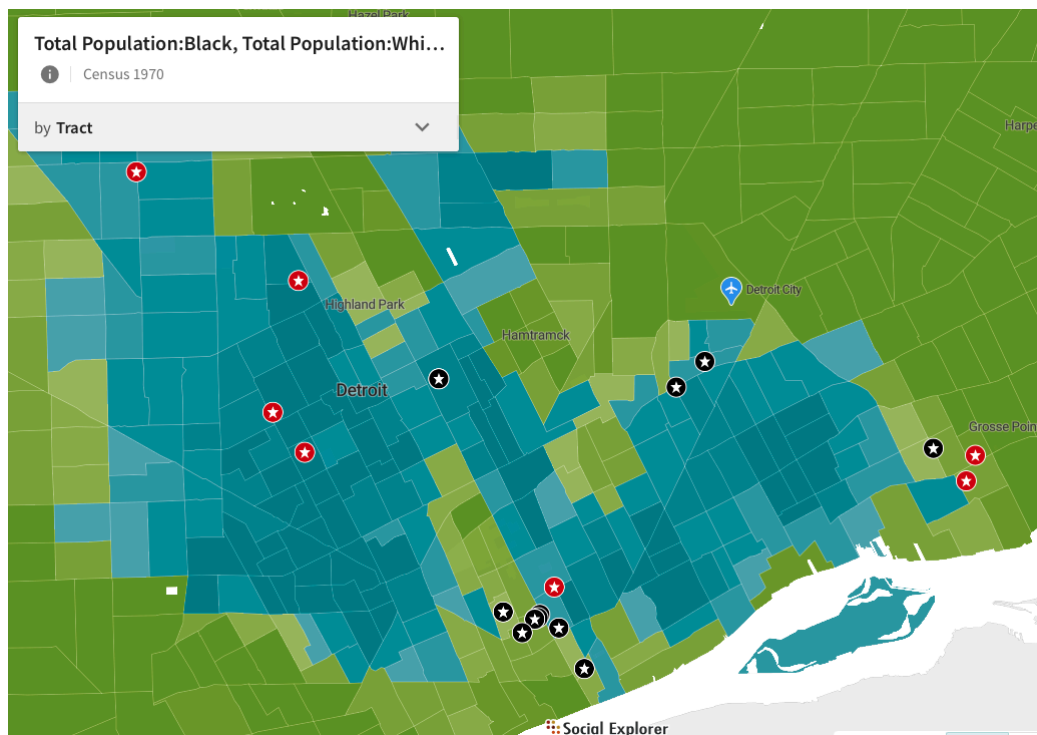 Hazel Park
Total Population:Black, Total Population:Whi...
Census 1970
by Tract
Harpe
Detroit City
Highland Park
Hamtramck
Detroit
Grosse Poin
Social Explorer